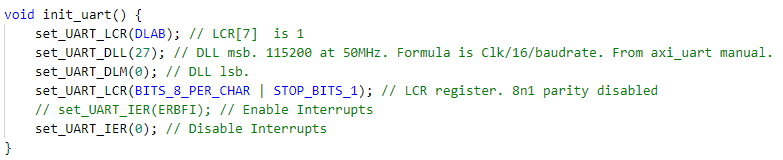 void init_uart() {
set_UART_LCR(DLAB); // LCR[7]  is 1
set_UART_DLL(27); // DLL msb. 115200 at 50MHz. Formula is Clk/16/baudrate. From axi_uart manual.
set_UART_DLM(0); // DLL lsb.
set_UART_LCR(BITS_8_PER_CHAR | STOP_BITS_1); // LCR register. 8n1 parity disabled
// set_UART_IER(ERBFI); // Enable Interrupts
set_UART_IER(0); // Disable Interrupts
}